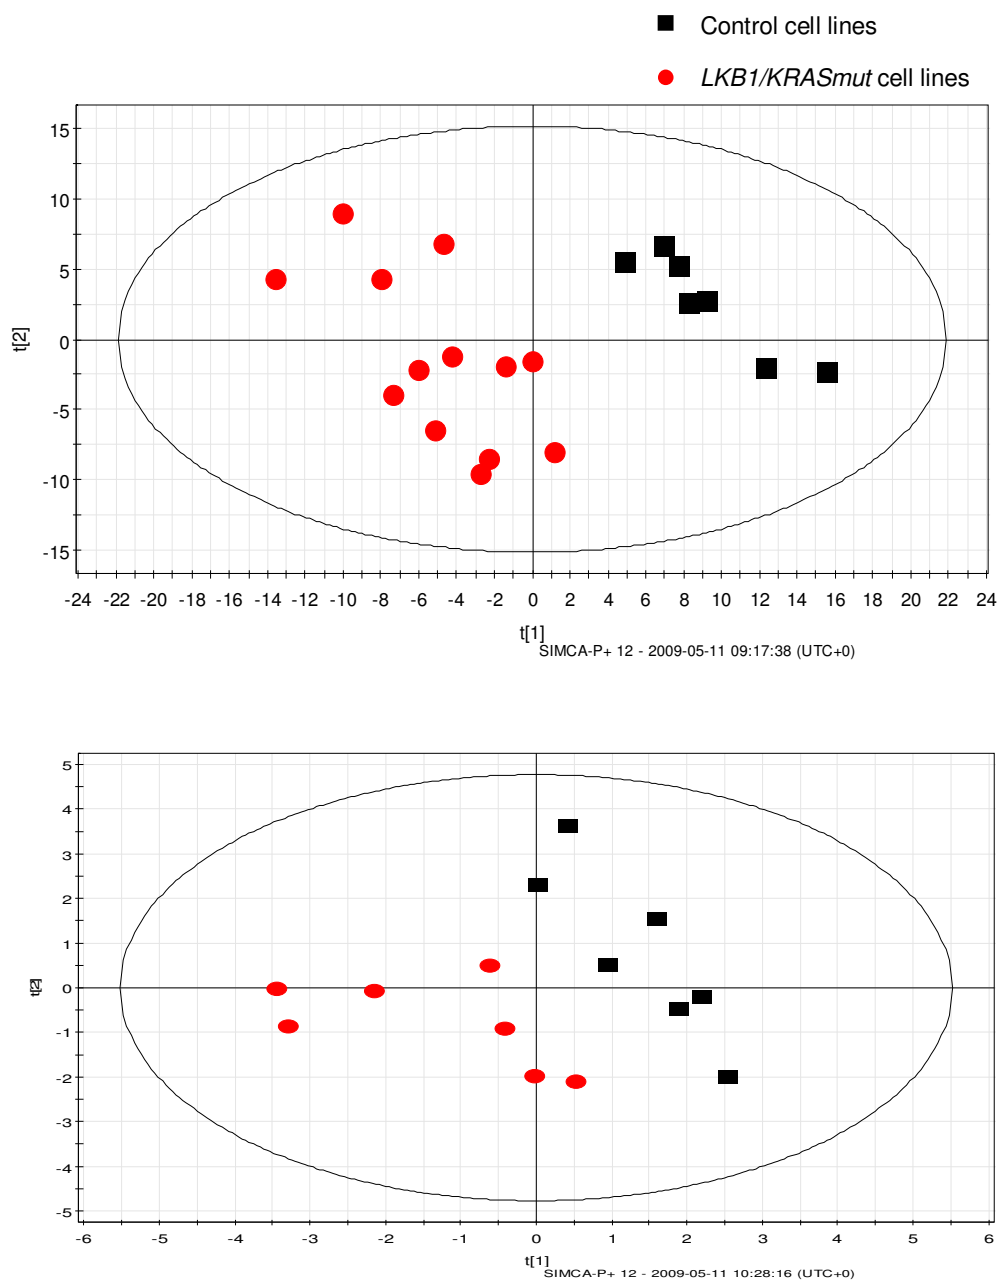 Control cell lines
LKB1/KRASmut cell lines
15
10
5
0
-5
-10
-15
t[2]
-24 -22 -20 -18 -16 -14 -12 -10 -8 -6 -4 -2 0 2 4 6 8 10 12 14 16 18 20 22 24
t[1]
SIMCA-P+ 12 - 2009-05-11 09:17:38 (UTC+0)
5
4
3
2
1
0
-1
-2
-3
-4
-5
t[2]
-6 -5 -4 -3 -2 -1 0 1 2 3 4 5 6
t[1]
SIMCA-P+ 12 - 2009-05-11 10:28:16 (UTC+0)